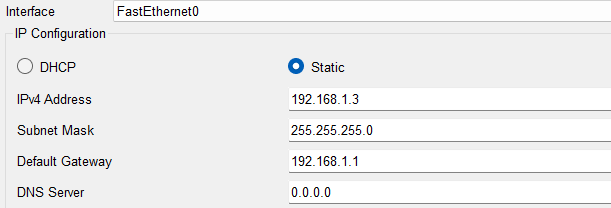 Interface FastEthernet0
IP Configuration
DHCP Static
IPv4 Address 192.168.1.3
Subnet Mask 255.255.255.0
Default Gateway 192.168.1.1
DNS Server 0.0.0.0